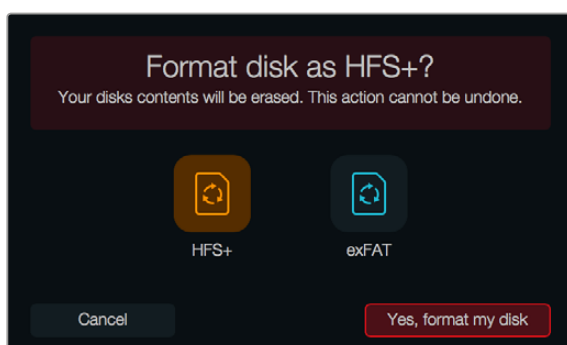 Format disk as HFS+?
Your disks contents will be erased. This action cannot be undone.
HFS+
exFAT
Cancel
Yes, format my disk